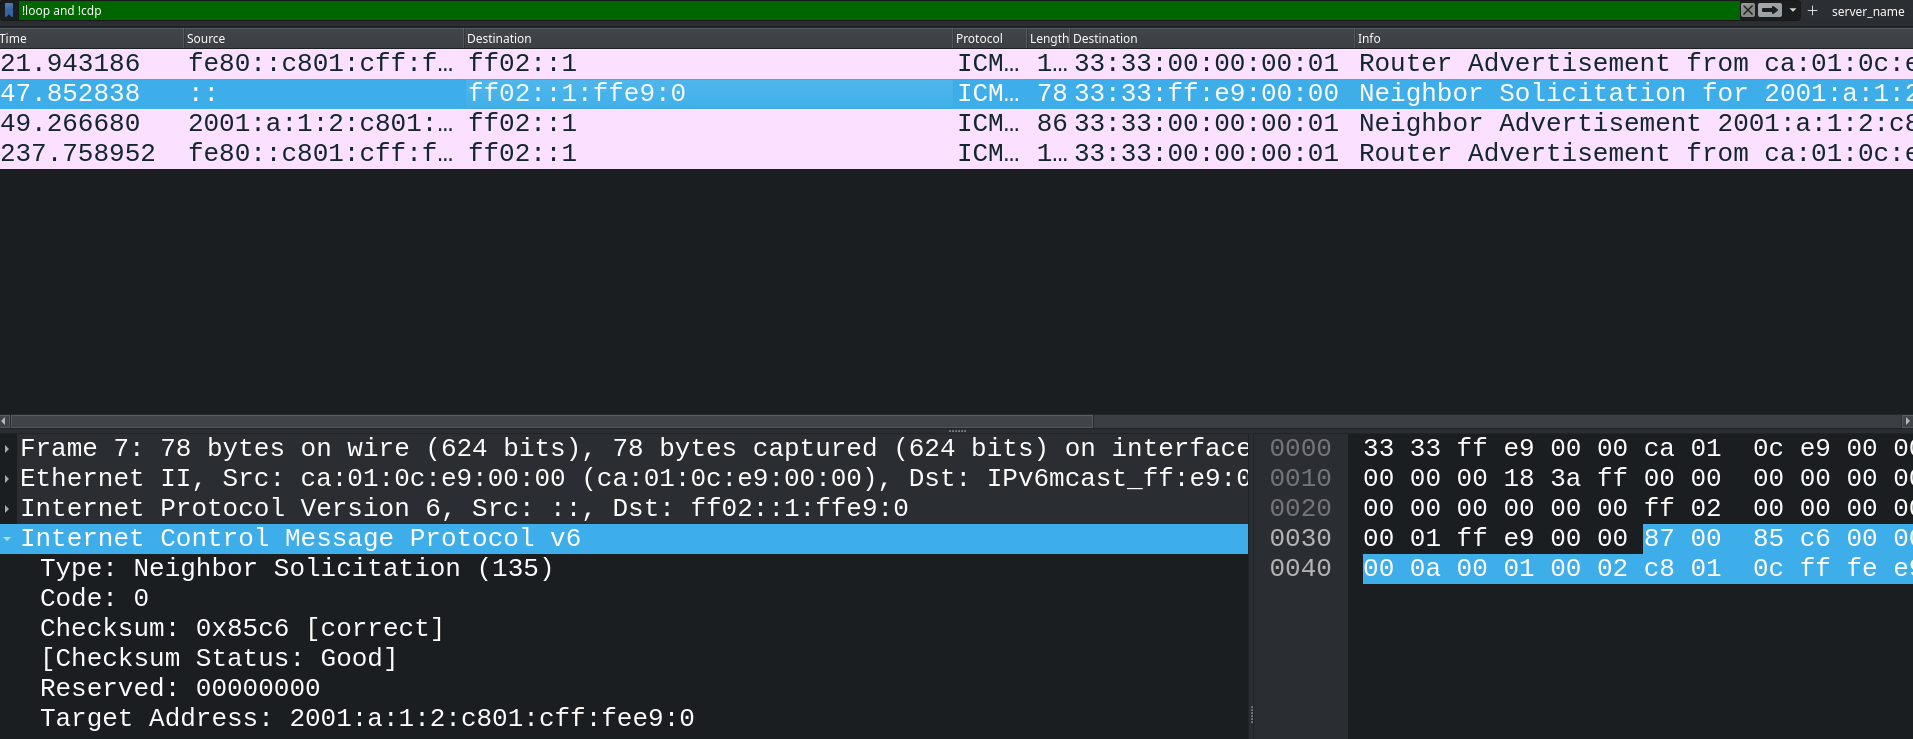 !loop and !cdp + server_name
Time Source Destination Protocol Length Destination Info
21.943186 fe80::c801:cff:f… ff02::1 ICM… 1… 33:33:00:00:00:01 Router Advertisement from ca:01:0c:e
47.852838 :: ff02::1:ffe9:0 ICM… 78 33:33:ff:e9:00:00 Neighbor Solicitation for 2001:a:1:2
49.266680 2001:a:1:2:c801:… ff02::1 ICM… 86 33:33:00:00:00:01 Neighbor Advertisement 2001:a:1:2:c8
237.758952 fe80::c801:cff:f… ff02::1 ICM… 1… 33:33:00:00:00:01 Router Advertisement from ca:01:0c:e
Frame 7: 78 bytes on wire (624 bits), 78 bytes captured (624 bits) on interface
Ethernet II, Src: ca:01:0c:e9:00:00 (ca:01:0c:e9:00:00), Dst: IPv6mcast_ff:e9:0
Internet Protocol Version 6, Src: ::, Dst: ff02::1:ffe9:0
Internet Control Message Protocol v6
Type: Neighbor Solicitation (135)
Code: 0
Checksum: 0x85c6 [correct]
[Checksum Status: Good]
Reserved: 00000000
Target Address: 2001:a:1:2:c801:cff:fee9:0
0000 33 33 ff e9 00 00 ca 01 0c e9 00 00
0010 00 00 00 18 3a ff 00 00 00 00 00 00
0020 00 00 00 00 00 00 ff 02 00 00 00 00
0030 00 01 ff e9 00 00 87 00 85 c6 00 00
0040 00 0a 00 01 00 02 c8 01 0c ff fe e9